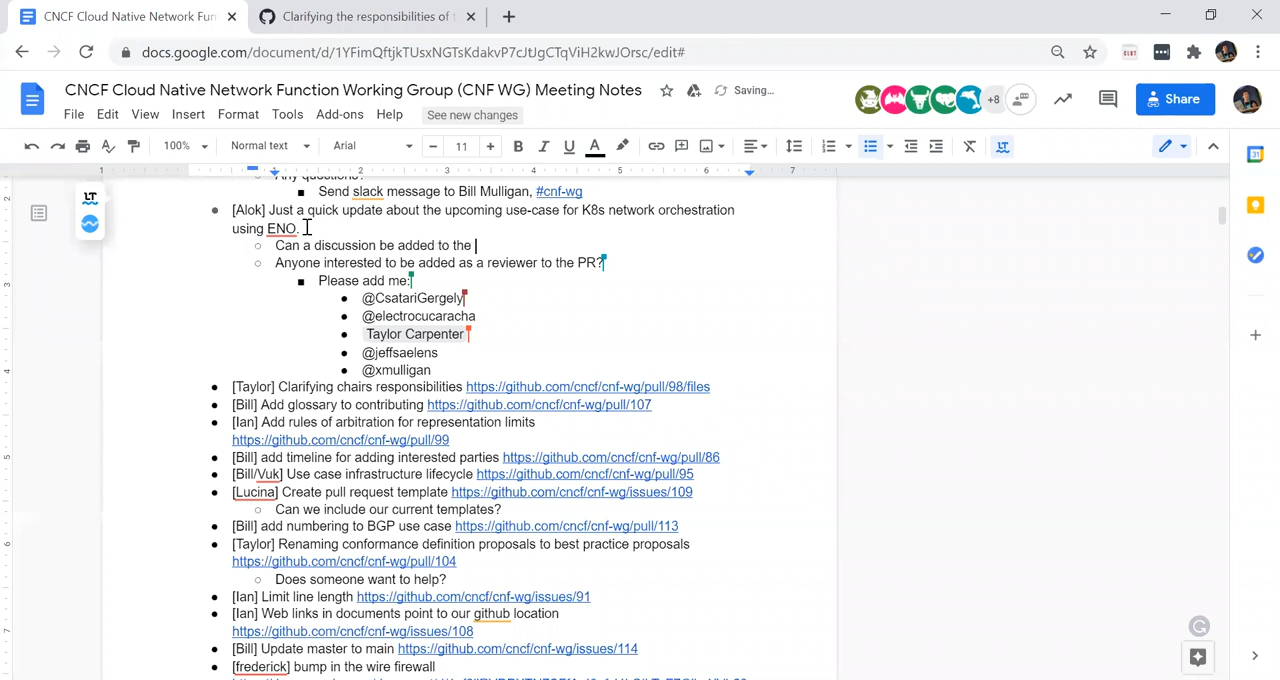 CNCF Cloud Native Network Fun
Clarifying the responsibilities of t
docs.google.com/document/d/1YFimQftjkTUsxNGTsKdakvP7cJtJgCTqViH2kwJOrsc/edit#
CNCF Cloud Native Network Function Working Group (CNF WG) Meeting Notes
Saving...
+8
Share
File Edit View Insert Format Tools Add-ons Help See new changes
100% Normal text Arial 11 B I U A
1 1 2 3 4 5 6 7
Any questions?
Send slack message to Bill Mulligan, #cnf-wg
[Alok] Just a quick update about the upcoming use-case for K8s network orchestration
using ENO.
Can a discussion be added to the
Anyone interested to be added as a reviewer to the PR?
Please add me:
@CsatariGergely
@electrocucaracha
Taylor Carpenter
@jeffsaelens
@xmulligan
[Taylor] Clarifying chairs responsibilities https://github.com/cncf/cnf-wg/pull/98/files
[Bill] Add glossary to contributing https://github.com/cncf/cnf-wg/pull/107
[Ian] Add rules of arbitration for representation limits
https://github.com/cncf/cnf-wg/pull/99
[Bill] add timeline for adding interested parties https://github.com/cncf/cnf-wg/pull/86
[Bill/Vuk] Use case infrastructure lifecycle https://github.com/cncf/cnf-wg/pull/95
[Lucina] Create pull request template https://github.com/cncf/cnf-wg/issues/109
Can we include our current templates?
[Bill] add numbering to BGP use case https://github.com/cncf/cnf-wg/pull/113
[Taylor] Renaming conformance definition proposals to best practice proposals
https://github.com/cncf/cnf-wg/pull/104
Does someone want to help?
[Ian] Limit line length https://github.com/cncf/cnf-wg/issues/91
[Ian] Web links in documents point to our github location
https://github.com/cncf/cnf-wg/issues/108
[Bill] Update master to main https://github.com/cncf/cnf-wg/issues/114
[frederick] bump in the wire firewall